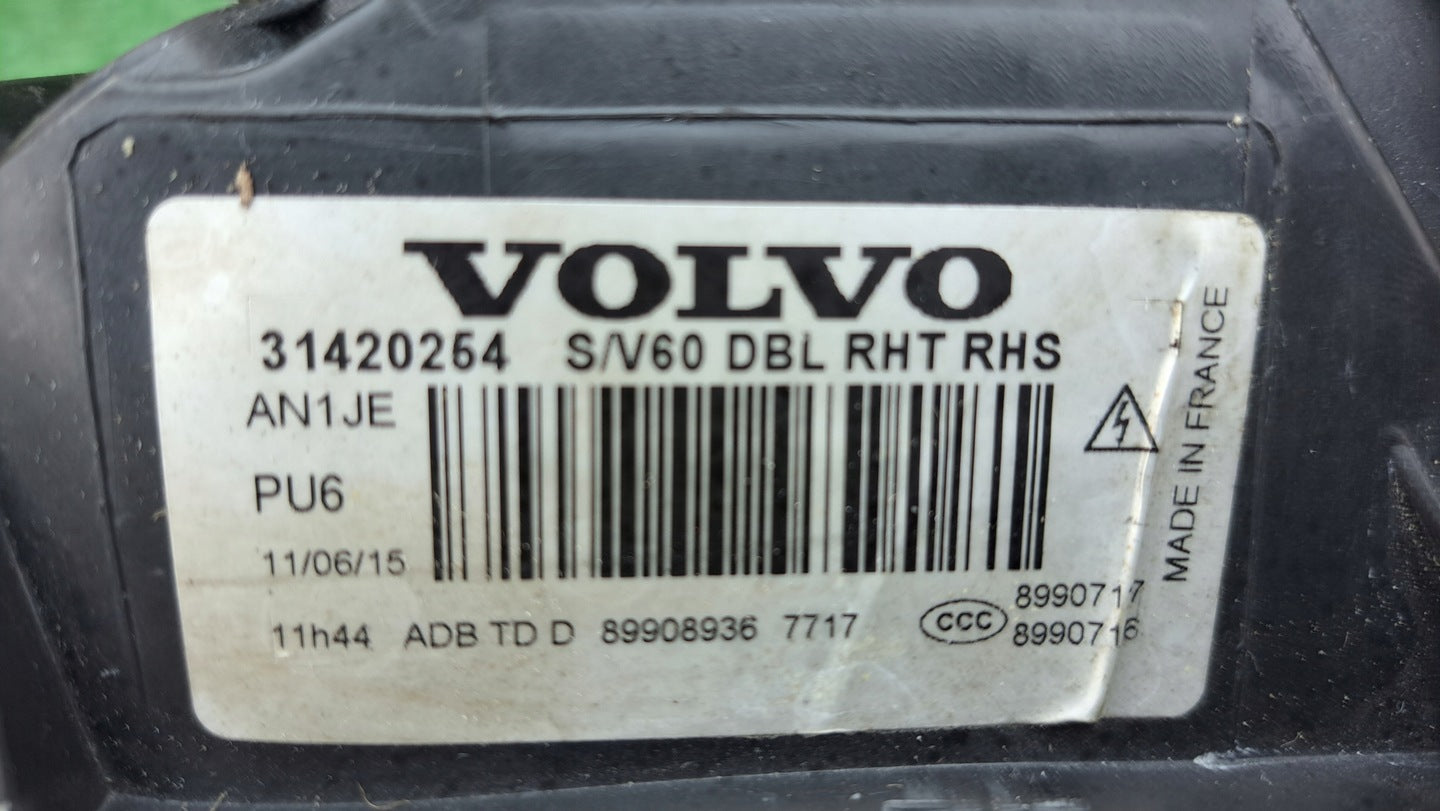 VOLVO
31420254 S/V60 DBL RHT RHS
AN1JE
PU6
11/06/15
11h44 ADB TD D 89908936 7717
CCC
8990717
8990716
MADE IN FRANCE